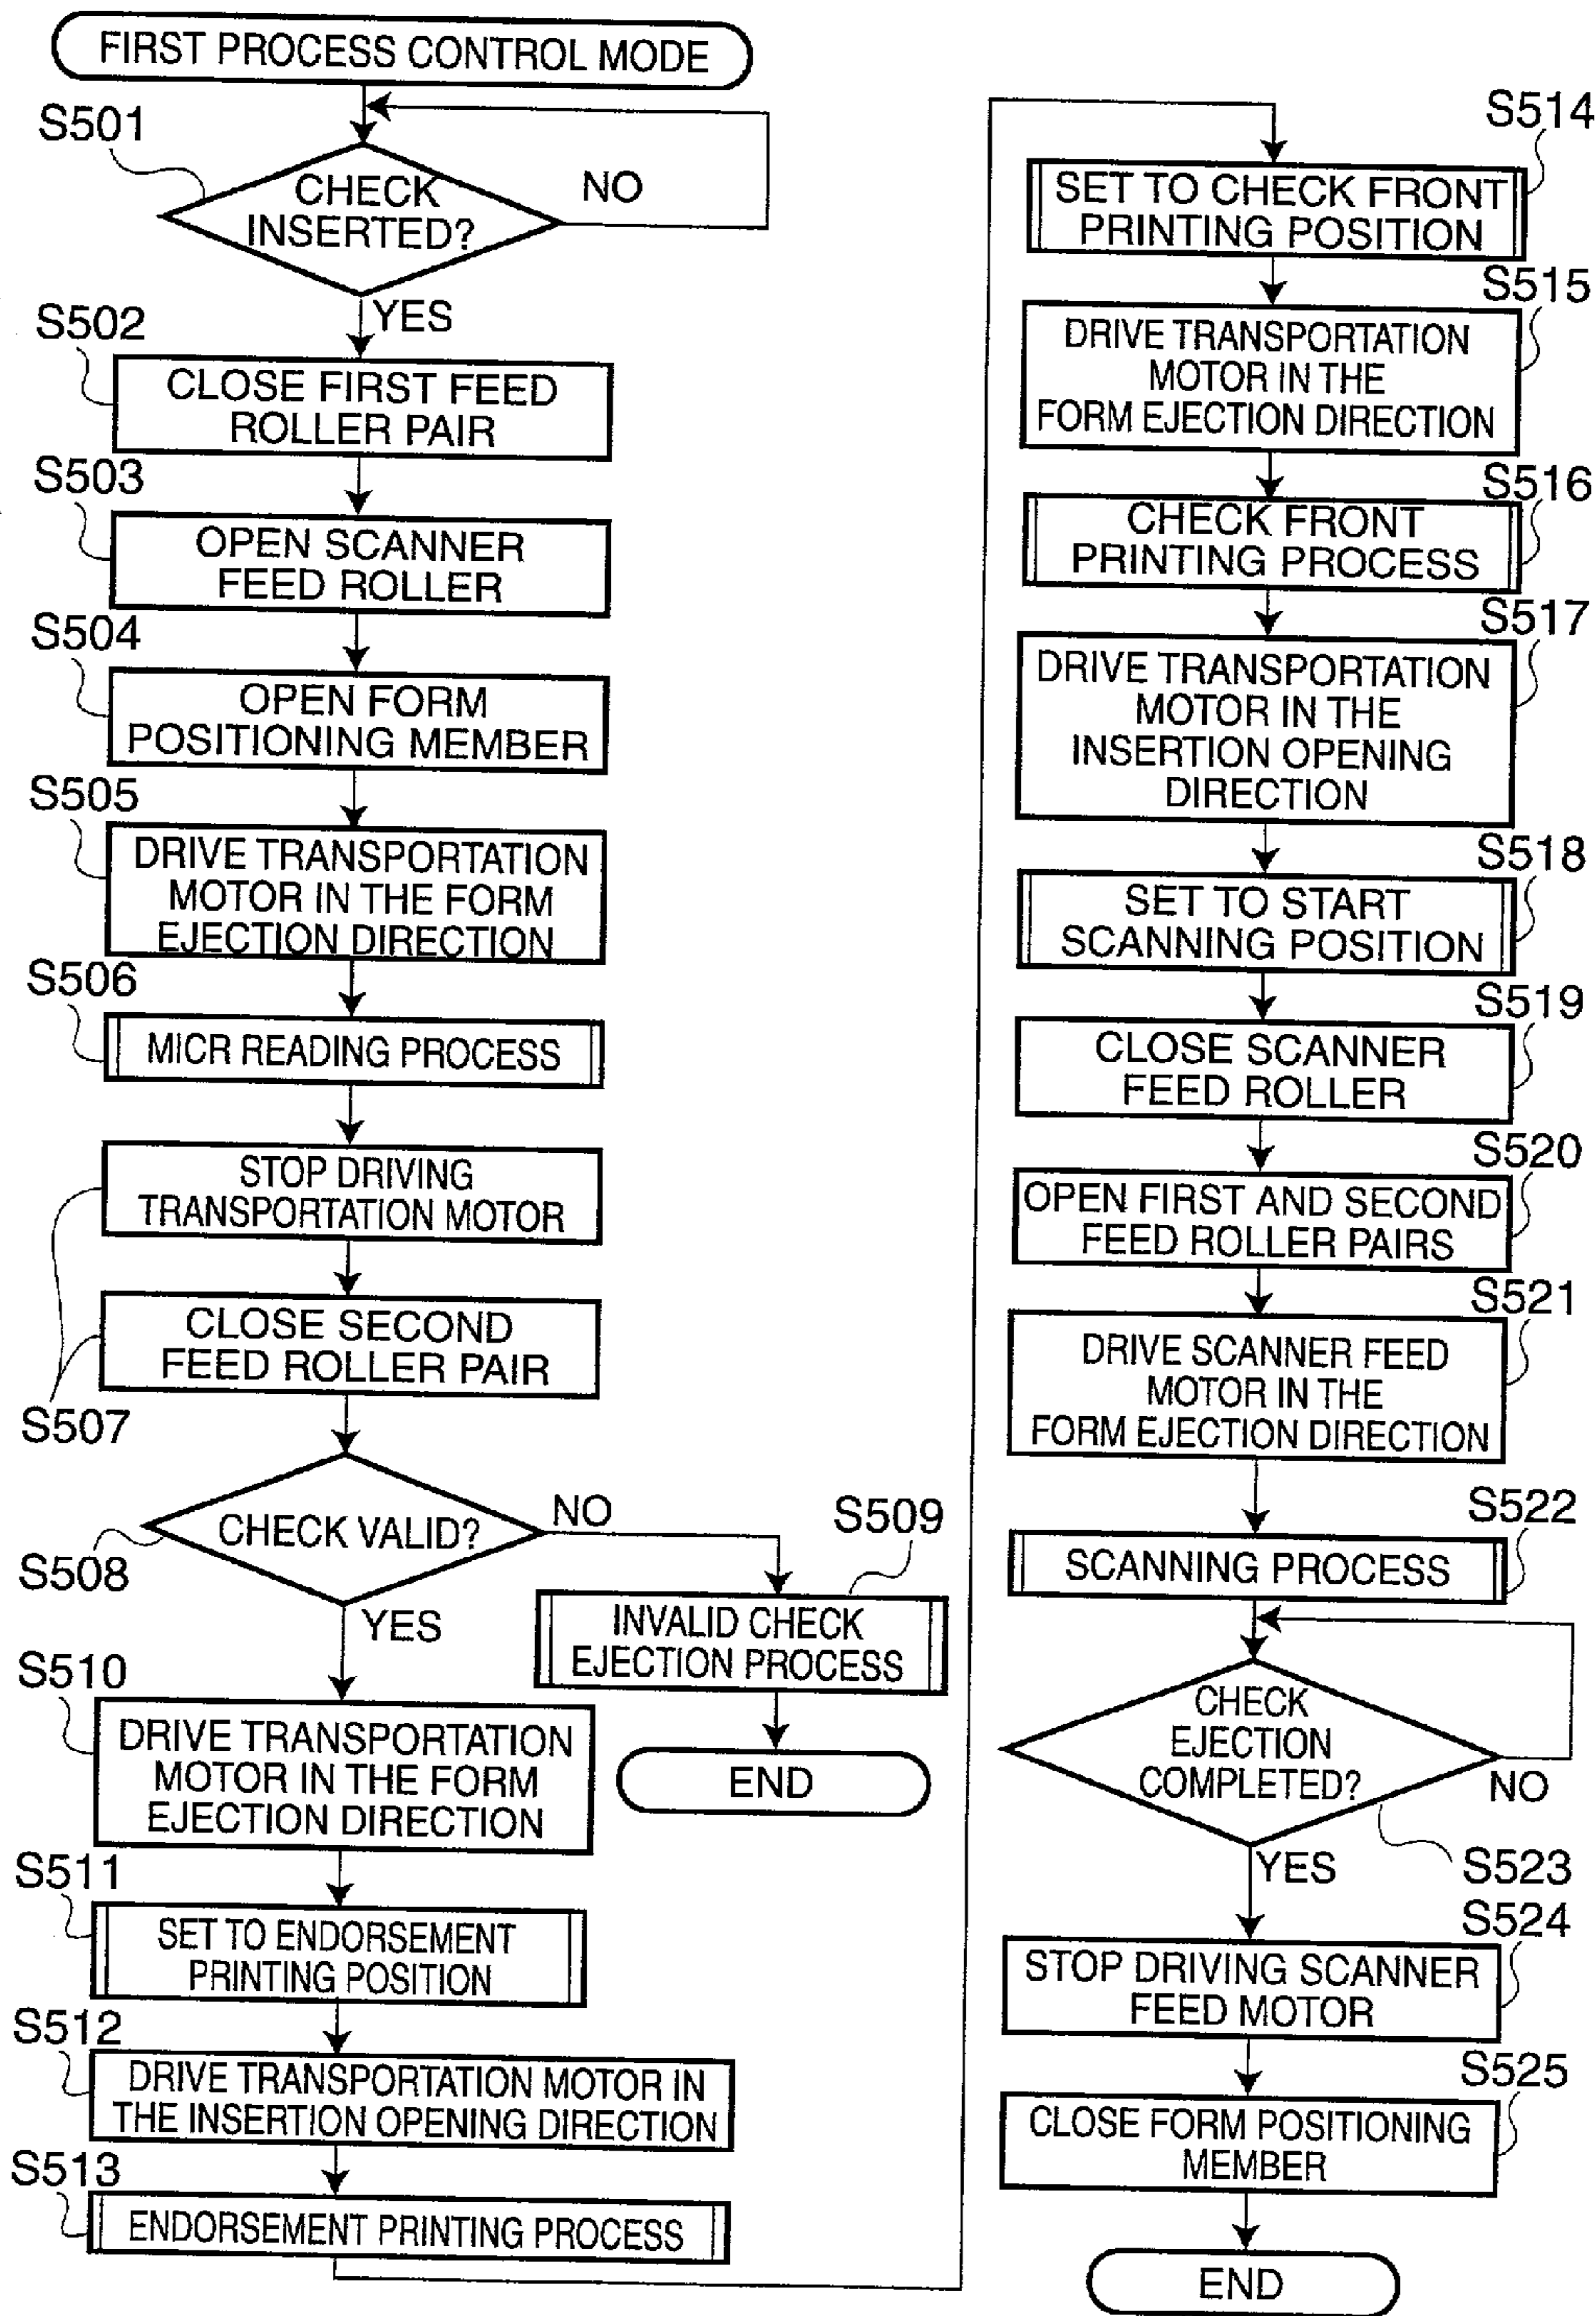 FIRST PROCESS CONTROL MODE
S501
CHECK
INSERTED?
NO
YES
S502
CLOSE FIRST FEED
ROLLER PAIR
S503
OPEN SCANNER
FEED ROLLER
S504
OPEN FORM
POSITIONING MEMBER
S505
DRIVE TRANSPORTATION
MOTOR IN THE FORM
EJECTION DIRECTION
S506
MICR READING PROCESS
STOP DRIVING
TRANSPORTATION MOTOR
CLOSE SECOND
FEED ROLLER PAIR
S507
CHECK VALID?
NO
S508
YES
S509
INVALID CHECK
EJECTION PROCESS
END
S510
DRIVE TRANSPORTATION
MOTOR IN THE FORM
EJECTION DIRECTION
S511
SET TO ENDORSEMENT
PRINTING POSITION
S512
DRIVE TRANSPORTATION MOTOR IN
THE INSERTION OPENING DIRECTION
S513
ENDORSEMENT PRINTING PROCESS
S514
SET TO CHECK FRONT
PRINTING POSITION
S515
DRIVE TRANSPORTATION
MOTOR IN THE
FORM EJECTION DIRECTION
S516
CHECK FRONT
PRINTING PROCESS
S517
DRIVE TRANSPORTATION
MOTOR IN THE
INSERTION OPENING
DIRECTION
S518
SET TO START
SCANNING POSITION
S519
CLOSE SCANNER
FEED ROLLER
S520
OPEN FIRST AND SECOND
FEED ROLLER PAIRS
S521
DRIVE SCANNER FEED
MOTOR IN THE
FORM EJECTION DIRECTION
S522
SCANNING PROCESS
CHECK
EJECTION
COMPLETED?
NO
YES
S523
S524
STOP DRIVING SCANNER
FEED MOTOR
S525
CLOSE FORM POSITIONING
MEMBER
END